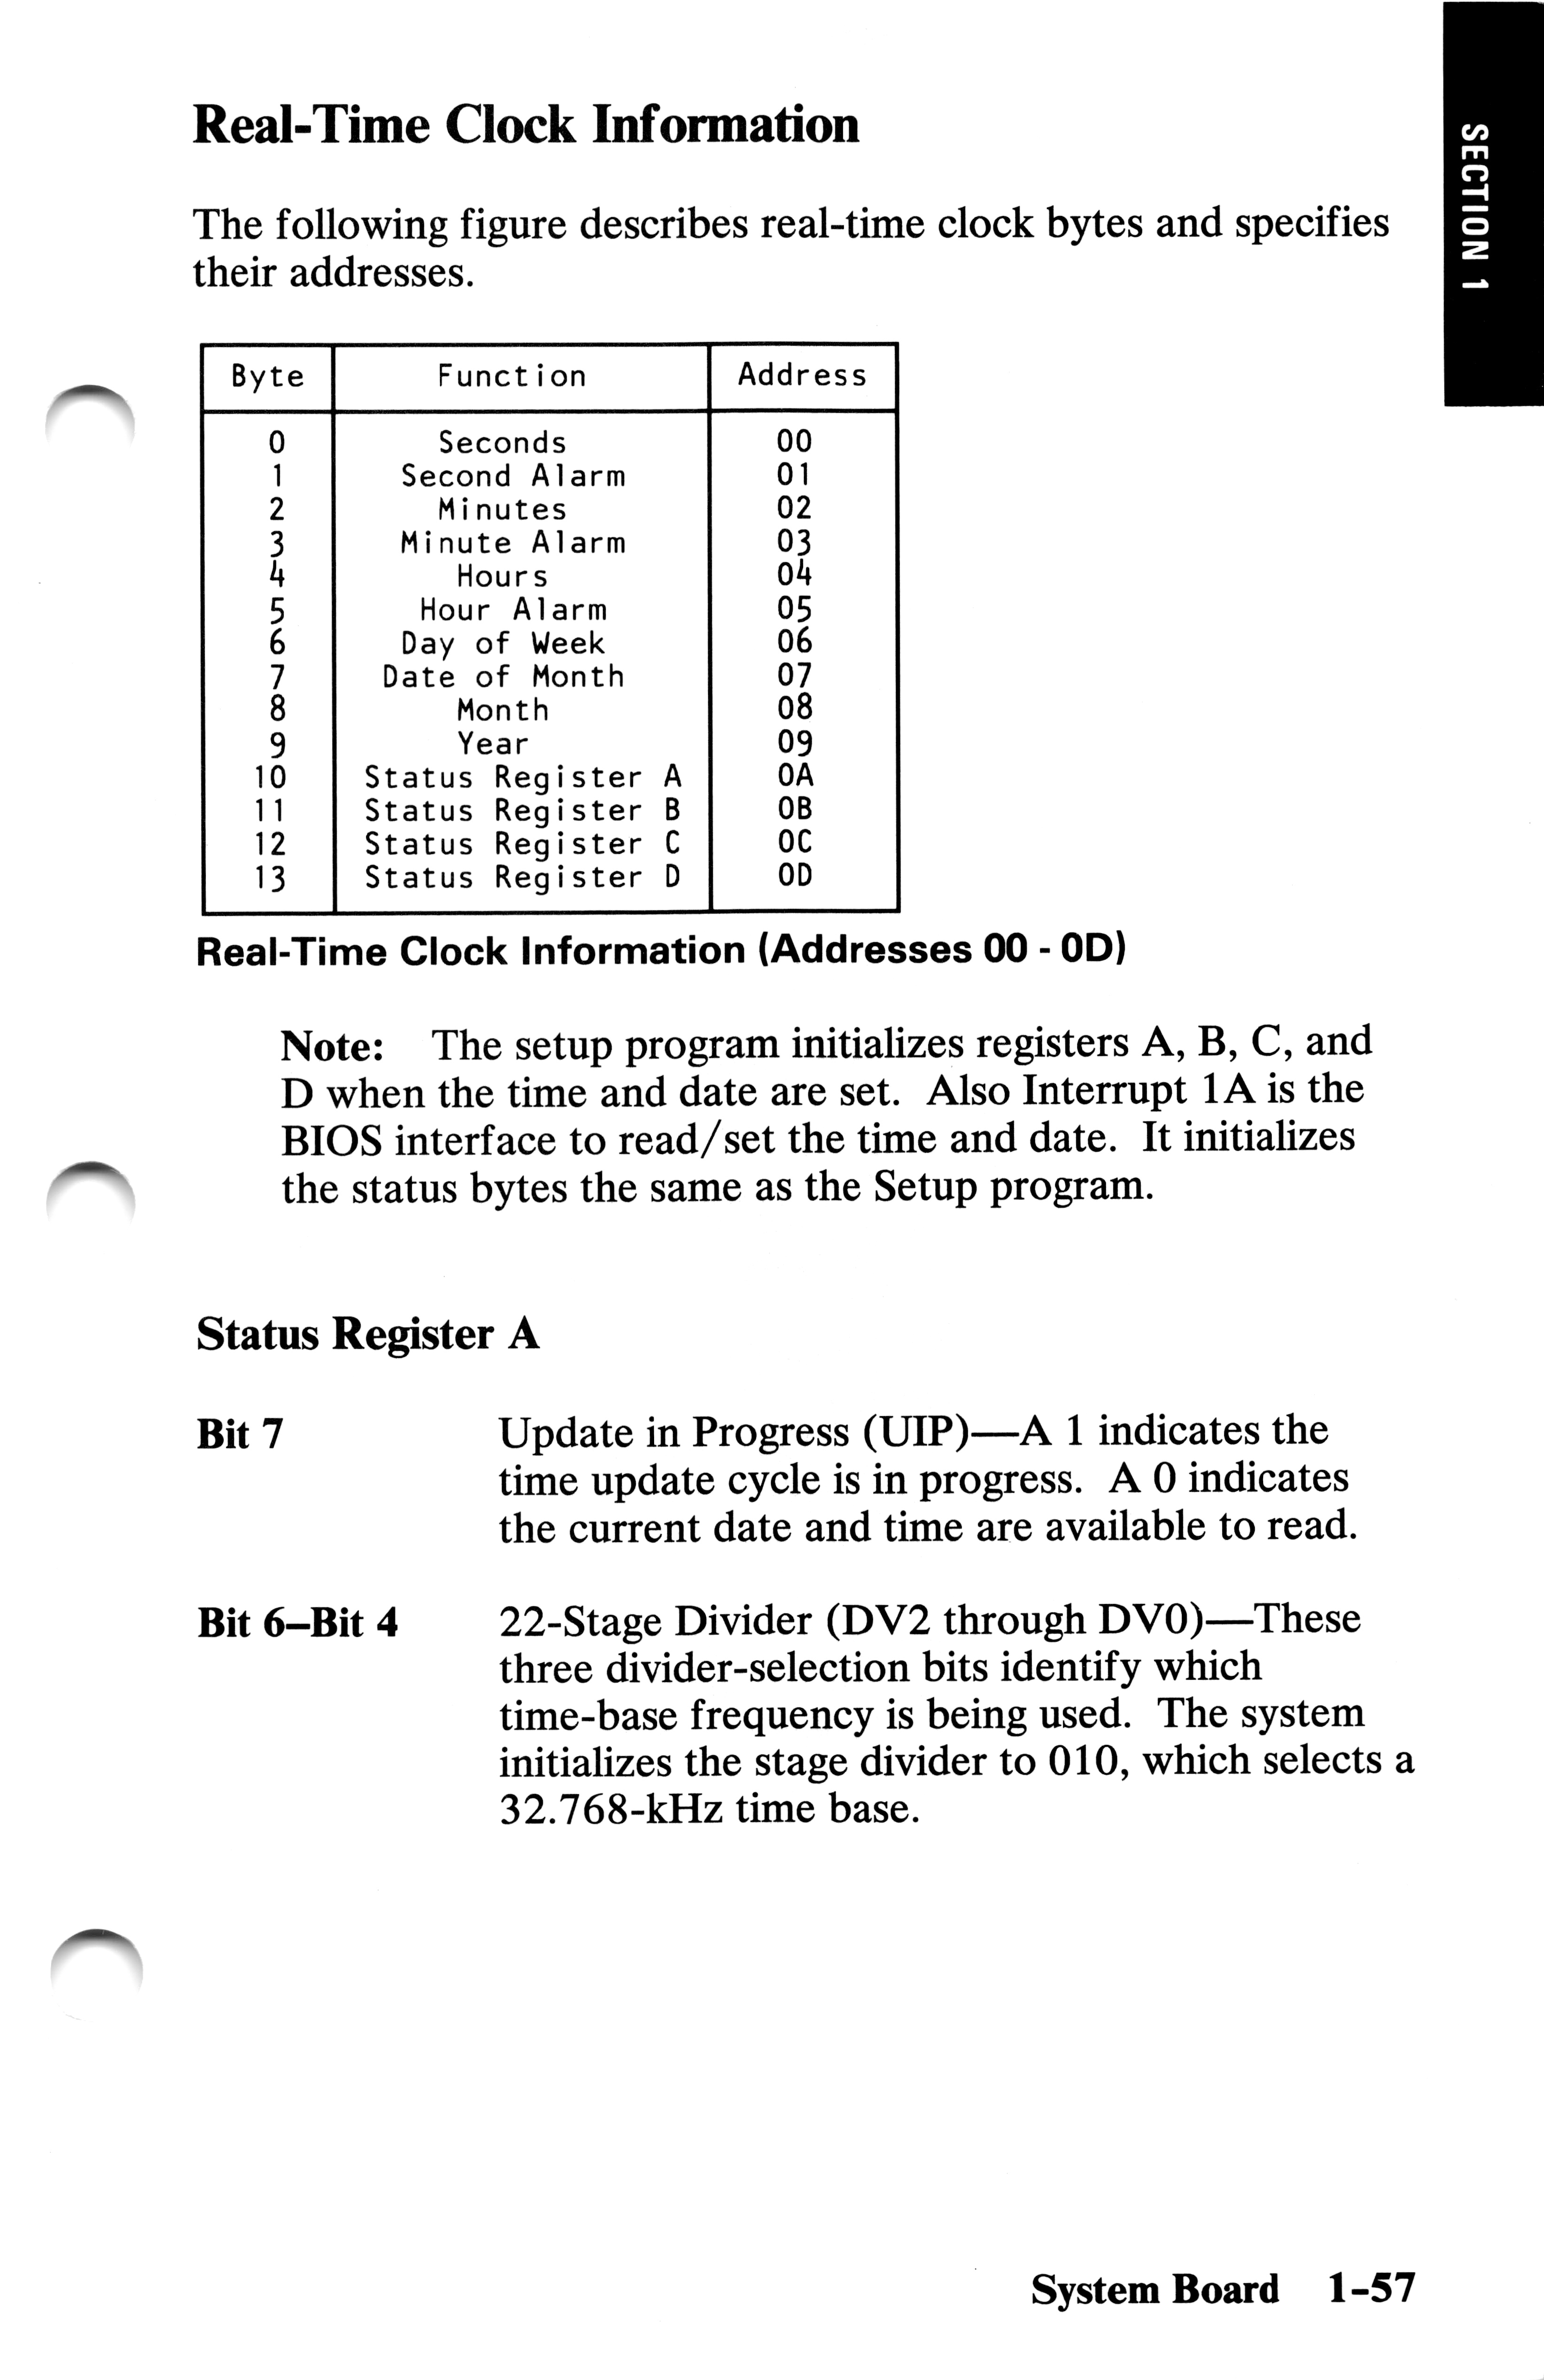 Real-Time Clock Information
SECTION 1
The following figure describes real-time clock bytes and specifies
their addresses.
Byte Function Address
0 Seconds 00
1 Second Alarm 01
2 Minutes 02
3 Minute Alarm 03
4 Hours 04
5 Hour Alarm 05
6 Day of Week 06
7 Date of Month 07
8 Month 08
9 Year 09
10 Status Register A 0A
11 Status Register B 0B
12 Status Register C 0C
13 Status Register D 0D
Real-Time Clock Information (Addresses 00 - 0D)
Note: The setup program initializes registers A, B, C, and
D when the time and date are set. Also Interrupt 1A is the
BIOS interface to read/set the time and date. It initializes
the status bytes the same as the Setup program.
Status Register A
Bit 7 Update in Progress (UIP)—A 1 indicates the
time update cycle is in progress. A 0 indicates
the current date and time are available to read.
Bit 6–Bit 4 22-Stage Divider (DV2 through DV0)—These
three divider-selection bits identify which
time-base frequency is being used. The system
initializes the stage divider to 010, which selects a
32.768-kHz time base.
System Board 1-57